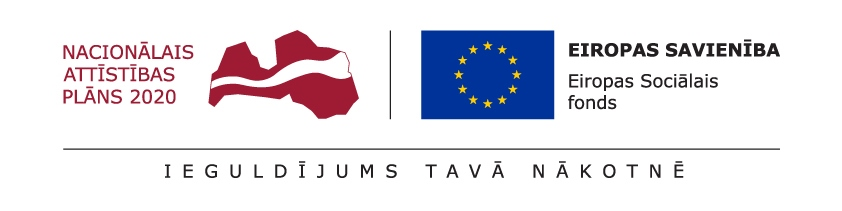 NACIONĀLAIS
ATTĪSTĪBAS
PLĀNS 2020
EIROPAS SAVIENĪBA
Eiropas Sociālais
fonds
IEGULDĪJUMS TAVĀ NĀKOTNĒ